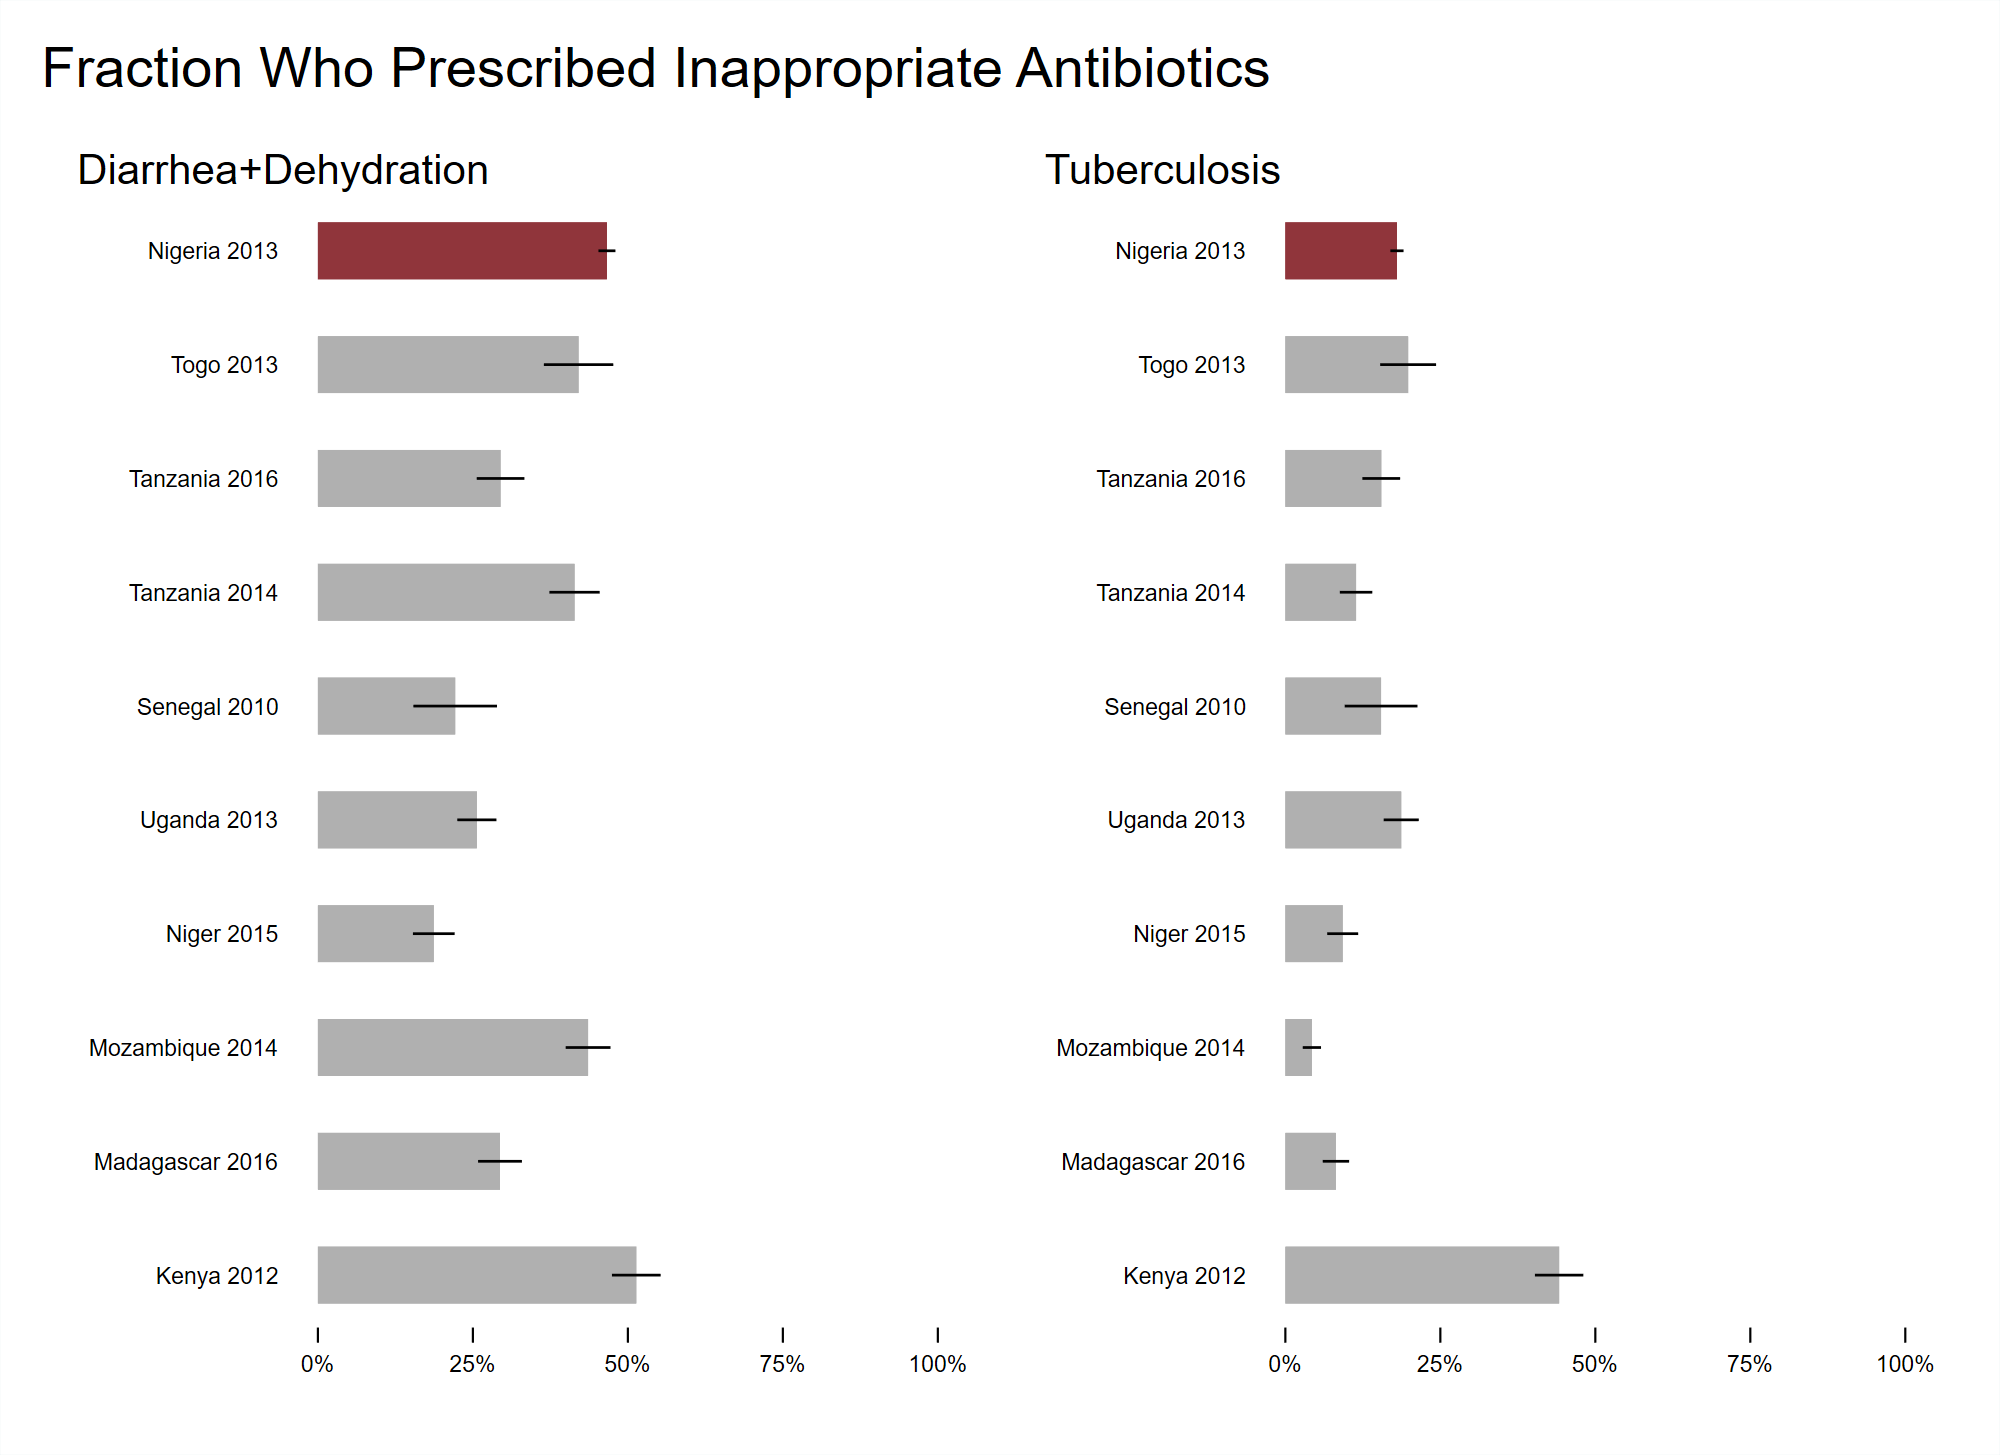 Fraction Who Prescribed Inappropriate Antibiotics
Diarrhea+Dehydration
Nigeria 2013
Togo 2013
Tanzania 2016
Tanzania 2014
Senegal 2010
Uganda 2013
Niger 2015
Mozambique 2014
Madagascar 2016
Kenya 2012
0% 25% 50% 75% 100%
Tuberculosis
Nigeria 2013
Togo 2013
Tanzania 2016
Tanzania 2014
Senegal 2010
Uganda 2013
Niger 2015
Mozambique 2014
Madagascar 2016
Kenya 2012
0% 25% 50% 75% 100%